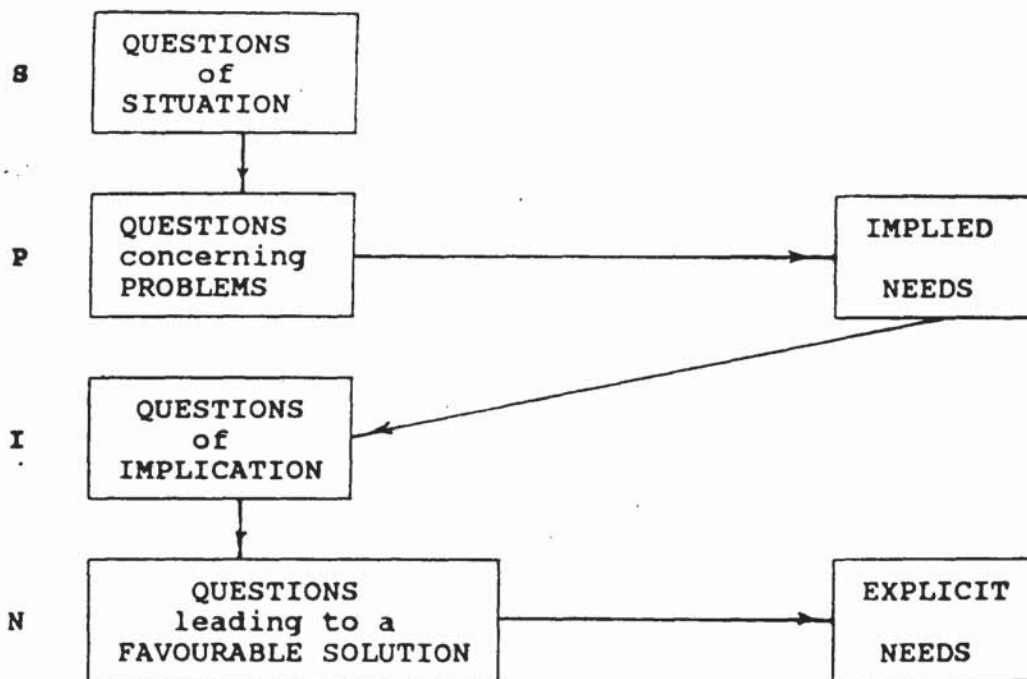 S
QUESTIONS
of
SITUATION
P
QUESTIONS
concerning
PROBLEMS
IMPLIED
NEEDS
I
QUESTIONS
of
IMPLICATION
N
QUESTIONS
leading to a
FAVOURABLE SOLUTION
EXPLICIT
NEEDS